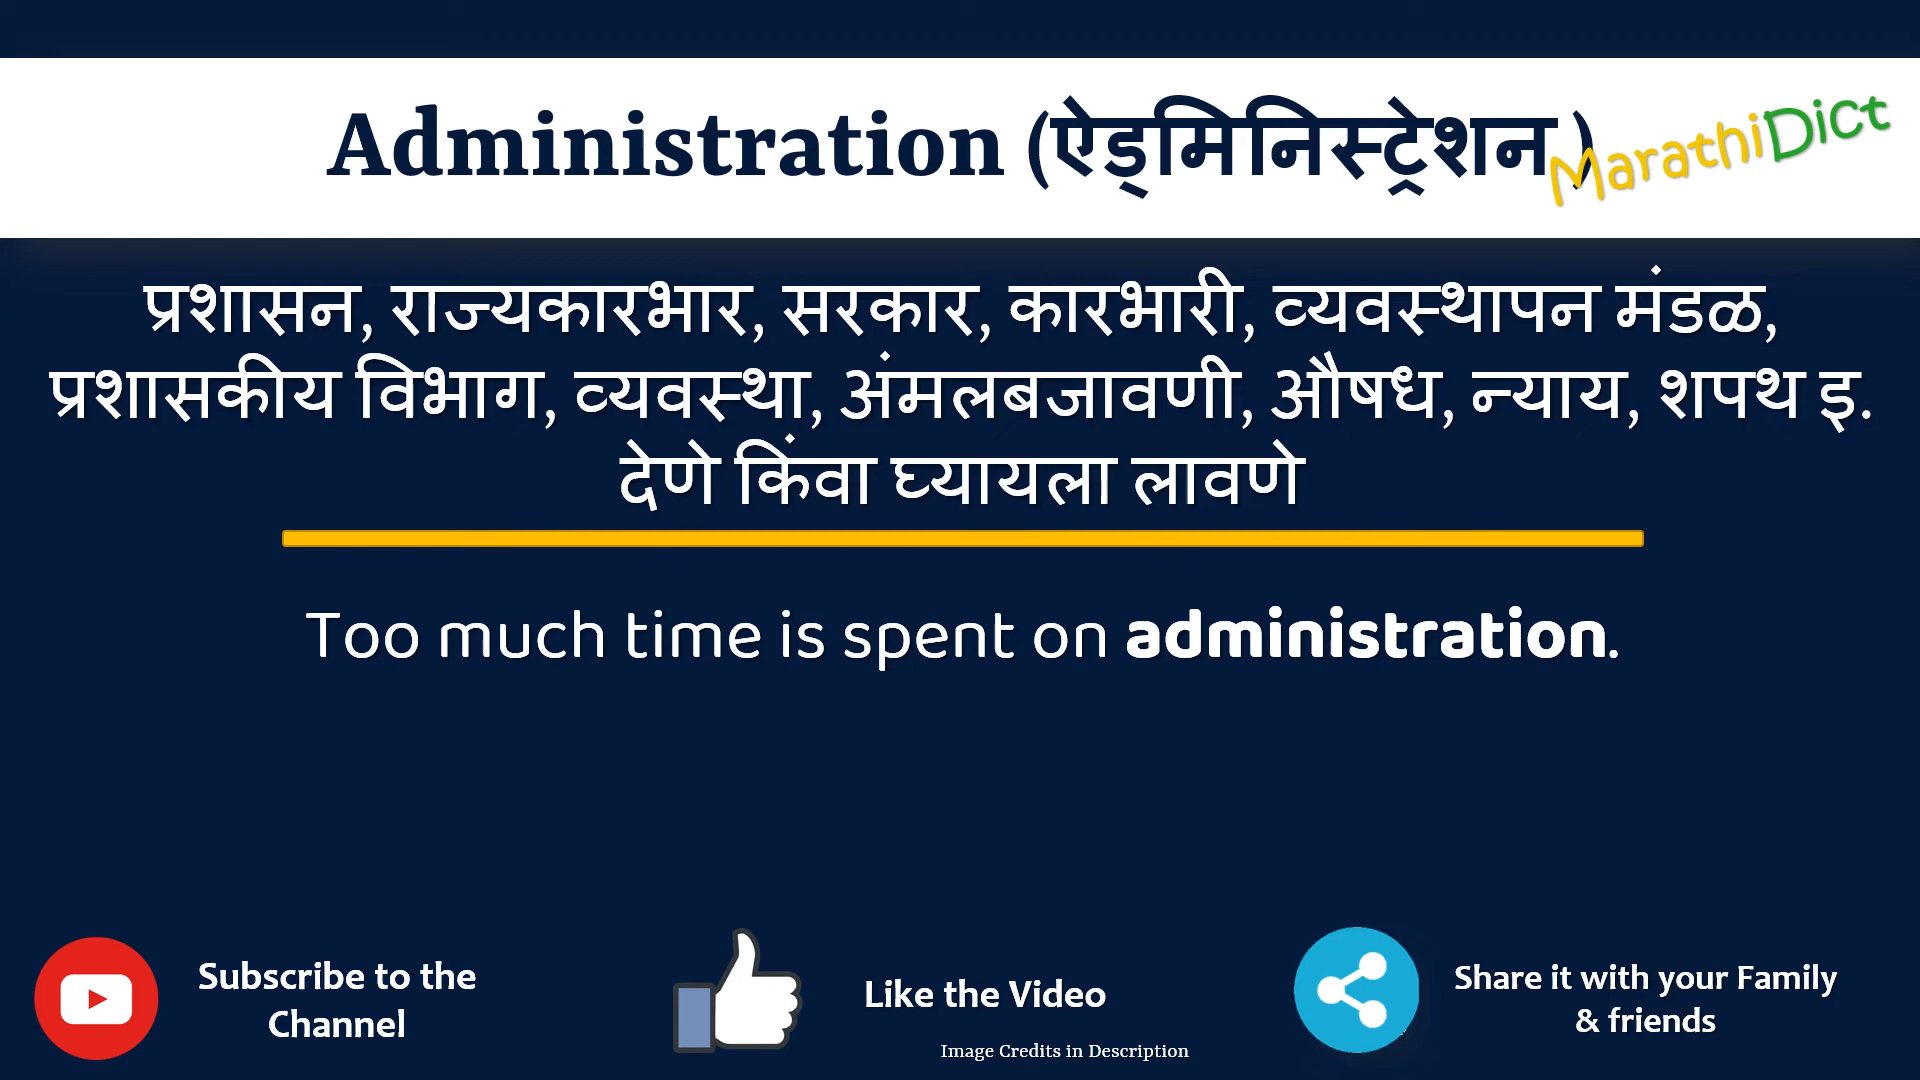 Administration (ऐड्मिनिस्ट्रेशन )
MarathiDict
प्रशासन, राज्यकारभार, सरकार, कारभारी, व्यवस्थापन मंडळ,
प्रशासकीय विभाग, व्यवस्था, अंमलबजावणी, औषध, न्याय, शपथ इ.
देणे किंवा घ्यायला लावणे
Too much time is spent on administration.
Subscribe to the
Channel
Like the Video
Share it with your Family
& friends
Image Credits in Description